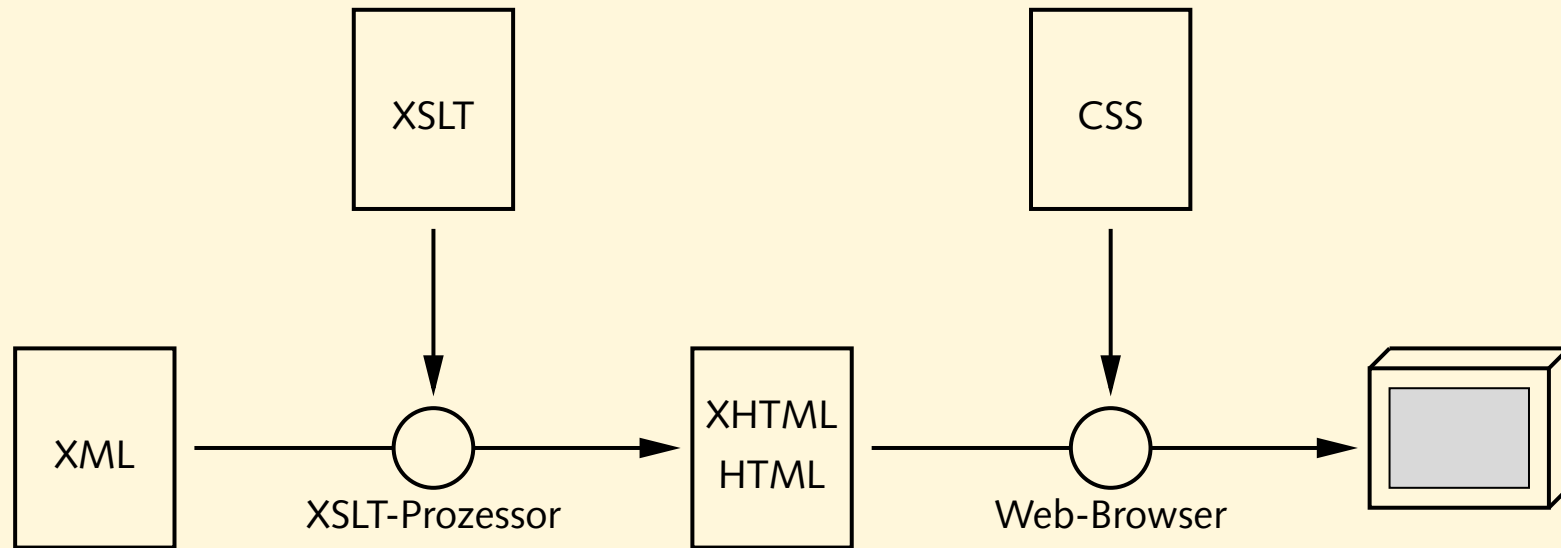 XSLT
CSS
XML
XHTML
HTML
XSLT-Prozessor
Web-Browser